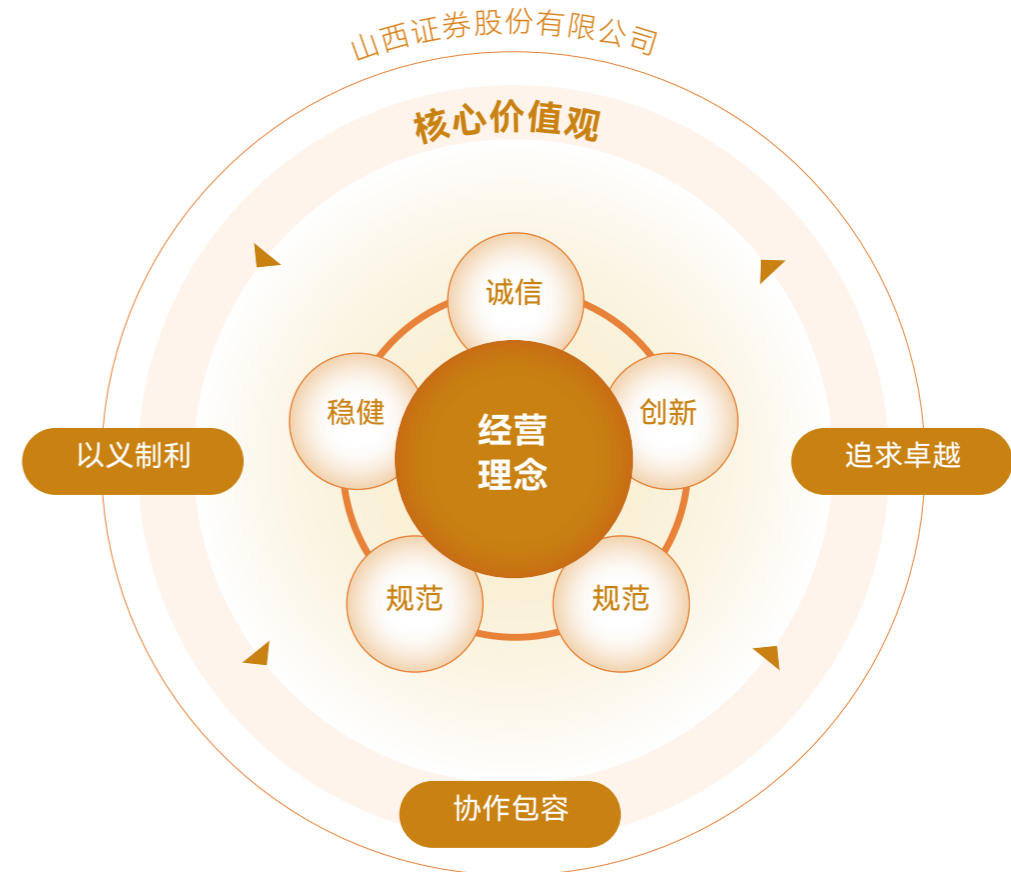 山西证券股份有限公司
核心价值观
诚信
稳健
创新
经营
理念
以义制利
追求卓越
规范
规范
协作包容